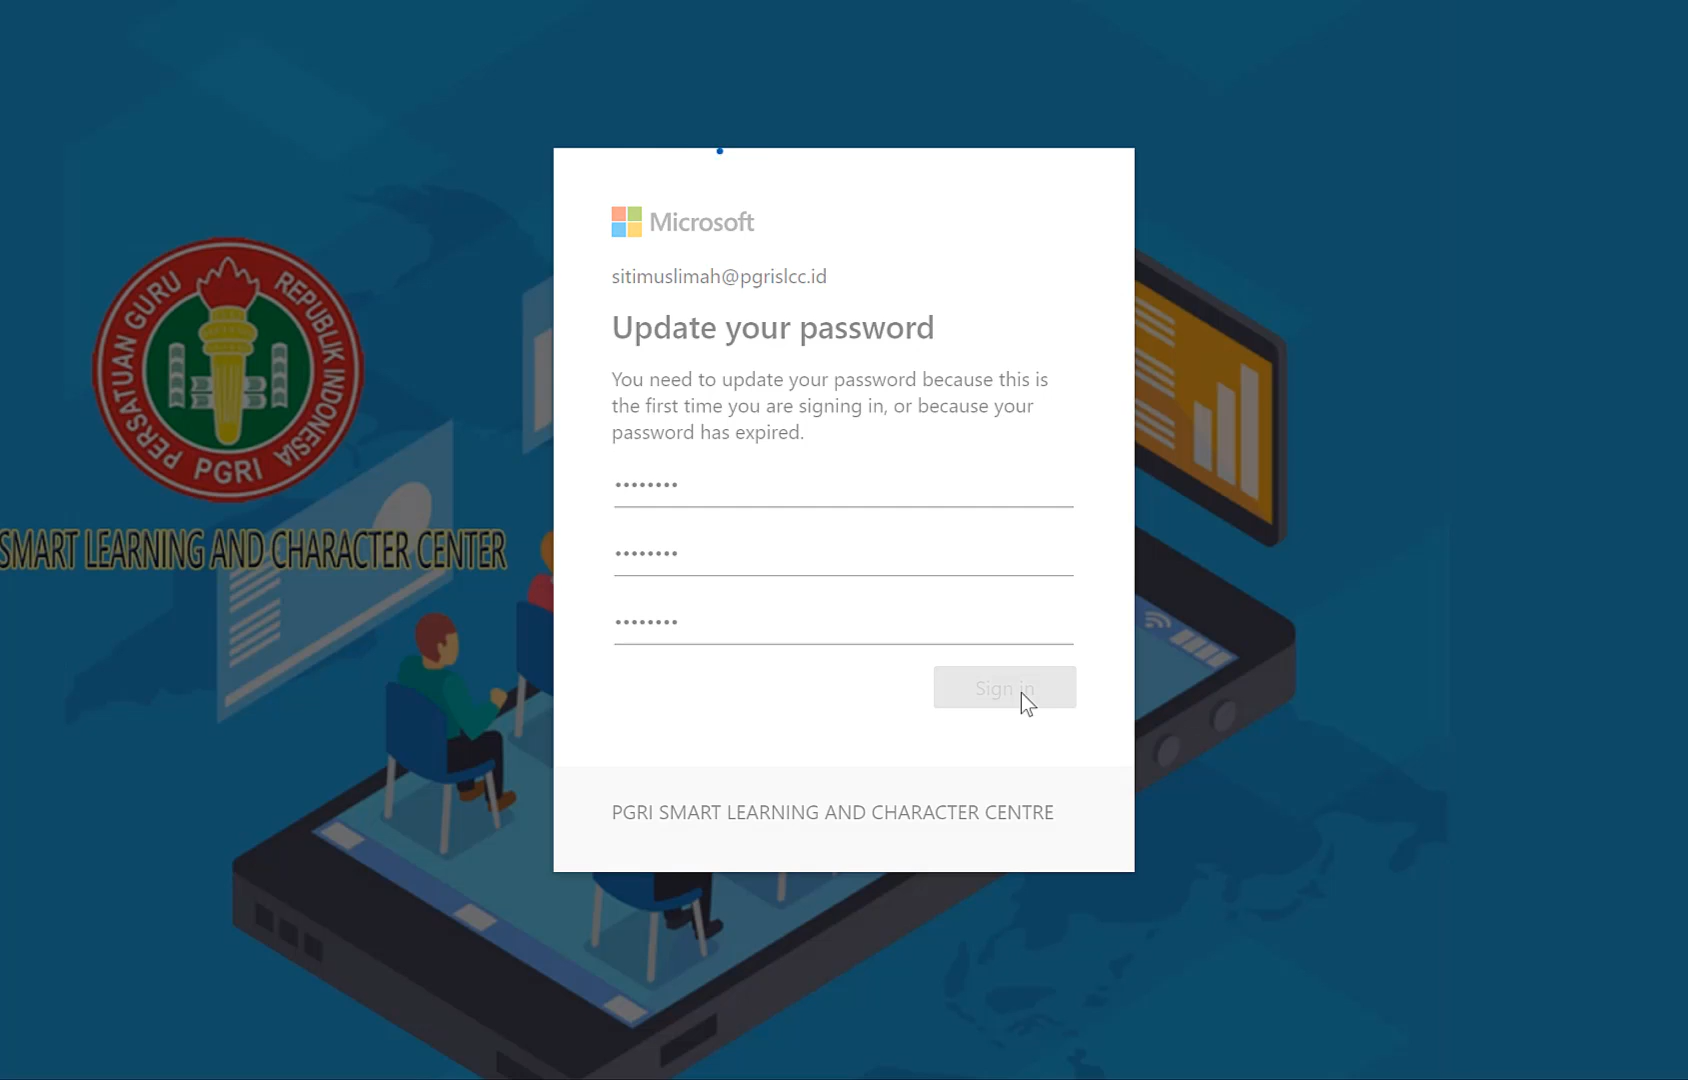 Microsoft
sitimuslimah@pgrislcc.id
Update your password
You need to update your password because this is
the first time you are signing in, or because your
password has expired.
••••••••
••••••••
••••••••
Sign in
PGRI SMART LEARNING AND CHARACTER CENTRE
PERSATUAN GURU REPUBLIK INDONESIA
PGRI
SMART LEARNING AND CHARACTER CENTER